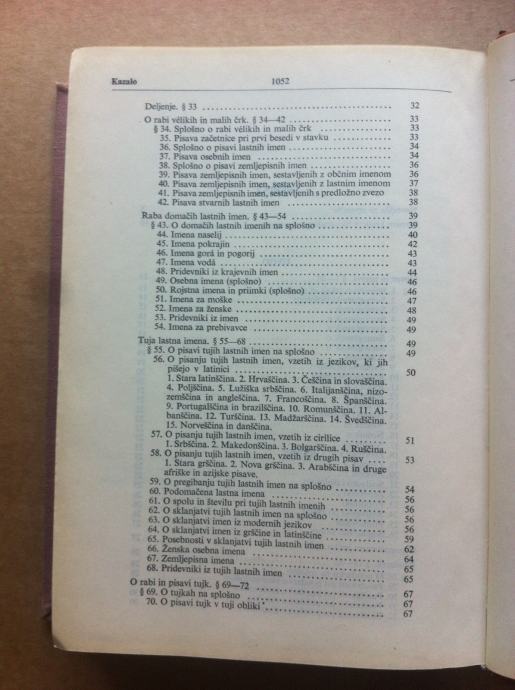 Kazalo 1052
Deljenje. § 33 32
O rabi vélikih in malih črk. § 34—42 33
§ 34. Splošno o rabi vélikih in malih črk 33
35. Pisava začetnice pri prvi besedi v stavku 33
36. Splošno o pisavi lastnih imen 34
37. Pisava osebnih imen 34
38. Splošno o pisavi zemljepisnih imen 36
39. Pisava zemljepisnih imen, sestavljenih z občnim imenom 36
40. Pisava zemljepisnih imen, sestavljenih z lastnim imenom 37
41. Pisava zemljepisnih imen, sestavljenih s predložno zvezo 38
42. Pisava stvarnih lastnih imen 38
Raba domačih lastnih imen. § 43—54 39
§ 43. O domačih lastnih imenih na splošno 39
44. Imena naselij 40
45. Imena pokrajin 42
46. Imena gorá in pogorij 43
47. Imena vodá 43
48. Pridevniki iz krajevnih imen 44
49. Osebna imena (splošno) 46
50. Rojstna imena in priimki (splošno) 46
51. Imena za moške 47
52. Imena za ženske 48
53. Pridevniki iz imen 49
54. Imena za prebivavce 49
Tuja lastna imena. § 55—68 49
§ 55. O pisavi tujih lastnih imen na splošno 49
56. O pisanju tujih lastnih imen, vzetih iz jezikov, ki jih
pišejo v latinici 50
1. Stara latinščina. 2. Hrvaščina. 3. Češčina in slovaščina.
4. Poljščina. 5. Lužiška srbščina. 6. Italijanščina, nizo-
zemščina in angleščina. 7. Francoščina. 8. Španščina.
9. Portugalščina in brazilščina. 10. Romunščina. 11. Al-
banščina. 12. Turščina. 13. Madžarščina. 14. Švedščina.
15. Norveščina in danščina.
57. O pisanju tujih lastnih imen, vzetih iz cirilice 51
1. Srbščina. 2. Makedonščina. 3. Bolgarščina. 4. Ruščina.
58. O pisanju tujih lastnih imen, vzetih iz drugih pisav 53
1. Stara grščina. 2. Nova grščina. 3. Arabščina in druge
afriške in azijske pisave.
59. O pregibanju tujih lastnih imen na splošno 54
60. Podomačena lastna imena 56
61. O spolu in številu pri tujih lastnih imenih 56
62. O sklanjatvi tujih lastnih imen na splošno 56
63. O sklanjatvi imen iz modernih jezikov 56
64. O sklanjatvi imen iz grščine in latinščine 56
65. Posebnosti v sklanjatvi tujih lastnih imen 59
66. Ženska osebna imena 62
67. Zemljepisna imena 64
68. Pridevniki iz tujih lastnih imen 65
65
O rabi in pisavi tujk. § 69—72 67
§ 69. O tujkah na splošno 67
70. O pisavi tujk v tuji obliki 67